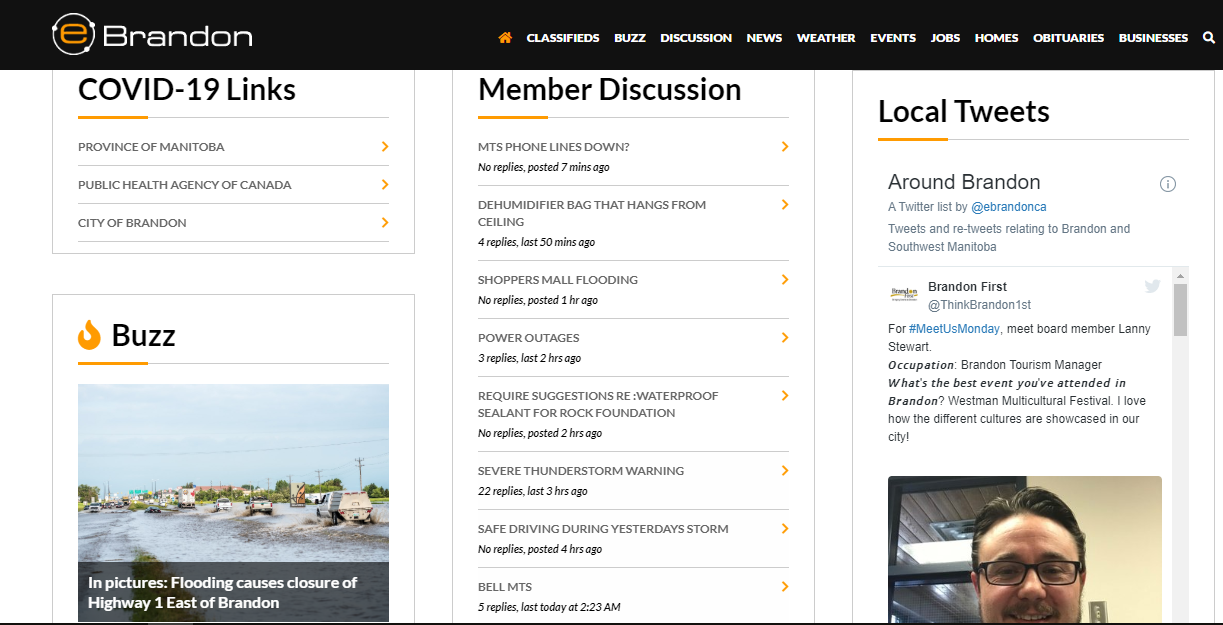 e Brandon
CLASSIFIEDS BUZZ DISCUSSION NEWS WEATHER EVENTS JOBS HOMES OBITUARIES BUSINESSES
COVID-19 Links
PROVINCE OF MANITOBA
PUBLIC HEALTH AGENCY OF CANADA
CITY OF BRANDON
Buzz
In pictures: Flooding causes closure of
Highway 1 East of Brandon
Member Discussion
MTS PHONE LINES DOWN?
No replies, posted 7 mins ago
DEHUMIDIFIER BAG THAT HANGS FROM
CEILING
4 replies, last 50 mins ago
SHOPPERS MALL FLOODING
No replies, posted 1 hr ago
POWER OUTAGES
3 replies, last 2 hrs ago
REQUIRE SUGGESTIONS RE :WATERPROOF
SEALANT FOR ROCK FOUNDATION
No replies, posted 2 hrs ago
SEVERE THUNDERSTORM WARNING
22 replies, last 3 hrs ago
SAFE DRIVING DURING YESTERDAYS STORM
No replies, posted 4 hrs ago
BELL MTS
5 replies, last today at 2:23 AM
Local Tweets
Around Brandon
A Twitter list by @ebrandonca
Tweets and re-tweets relating to Brandon and
Southwest Manitoba
Brandon First
Brandon First
@ThinkBrandon1st
For #MeetUsMonday, meet board member Lanny
Stewart.
Occupation: Brandon Tourism Manager
What's the best event you've attended in
Brandon? Westman Multicultural Festival. I love
how the different cultures are showcased in our
city!